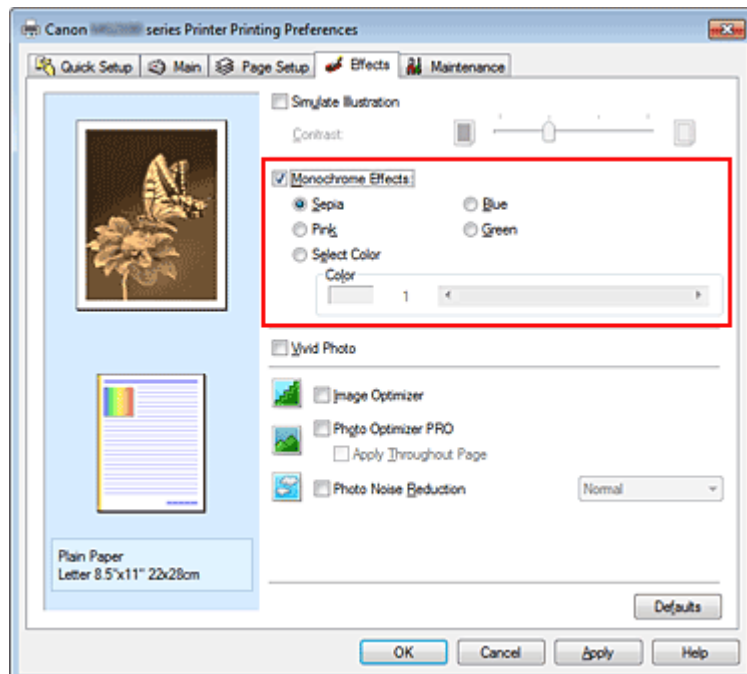 Canon series Printer Printing Preferences
Quick Setup Main Page Setup Effects Maintenance
Simulate Illustration
Contrast:
Monochrome Effects
Sepia Blue
Pink Green
Select Color
Color
1
Vivid Photo
Image Optimizer
Photo Optimizer PRO
Apply Throughout Page
Photo Noise Reduction Normal
Plain Paper
Letter 8.5"x11" 22x28cm
Defaults
OK Cancel Apply Help